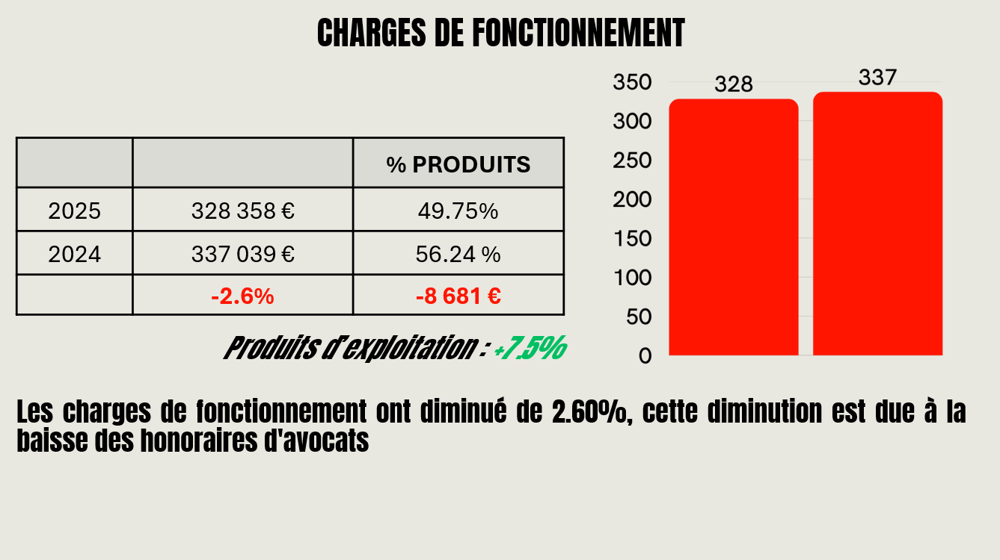 CHARGES DE FONCTIONNEMENT
% PRODUITS
2025 328 358 € 49.75%
2024 337 039 € 56.24 %
-2.6% -8 681 €
Produits d'exploitation : +7.5%
350
300
250
200
150
100
50
0
328
337
Les charges de fonctionnement ont diminué de 2.60%, cette diminution est due à la
baisse des honoraires d'avocats